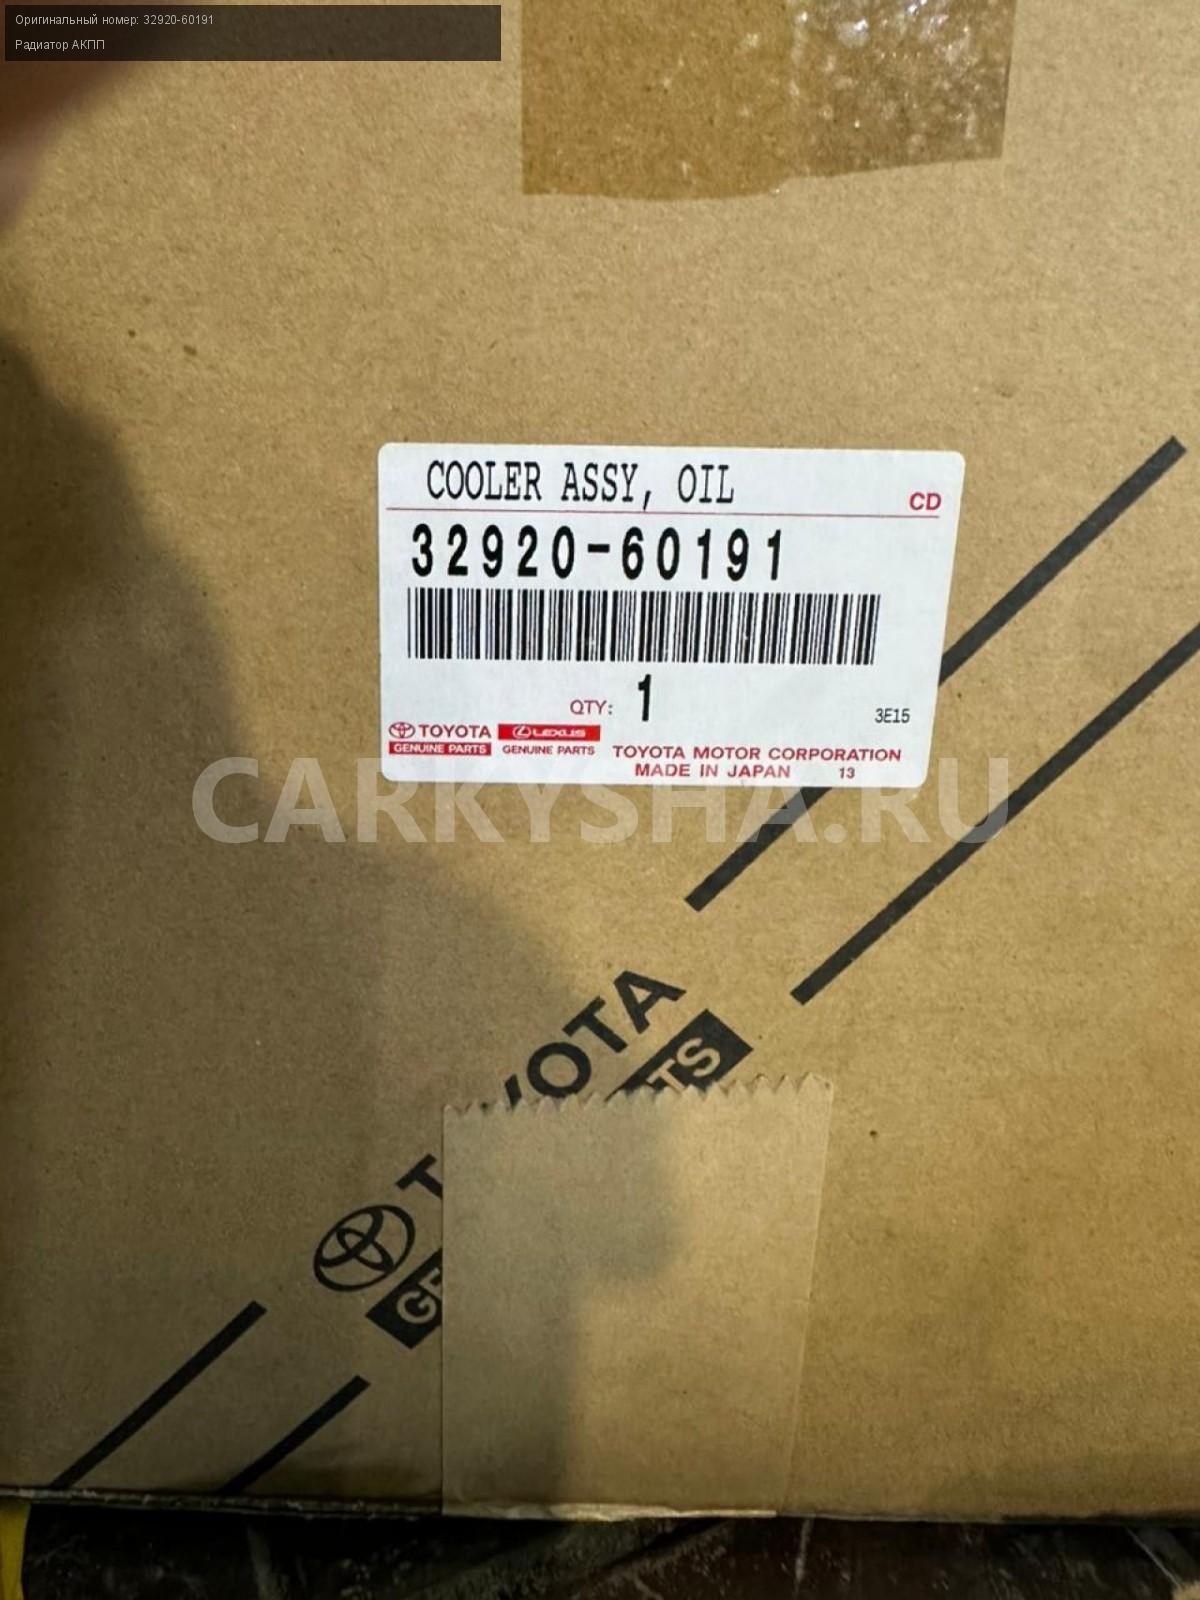 Оригинальный номер: 32920-60191
Радиатор АКПП
COOLER ASSY, OIL
CD
32920-60191
QTY: 1
3E15
TOYOTA LEXUS
GENUINE PARTS GENUINE PARTS
TOYOTA MOTOR CORPORATION
MADE IN JAPAN 13
CARKYSHA.RU